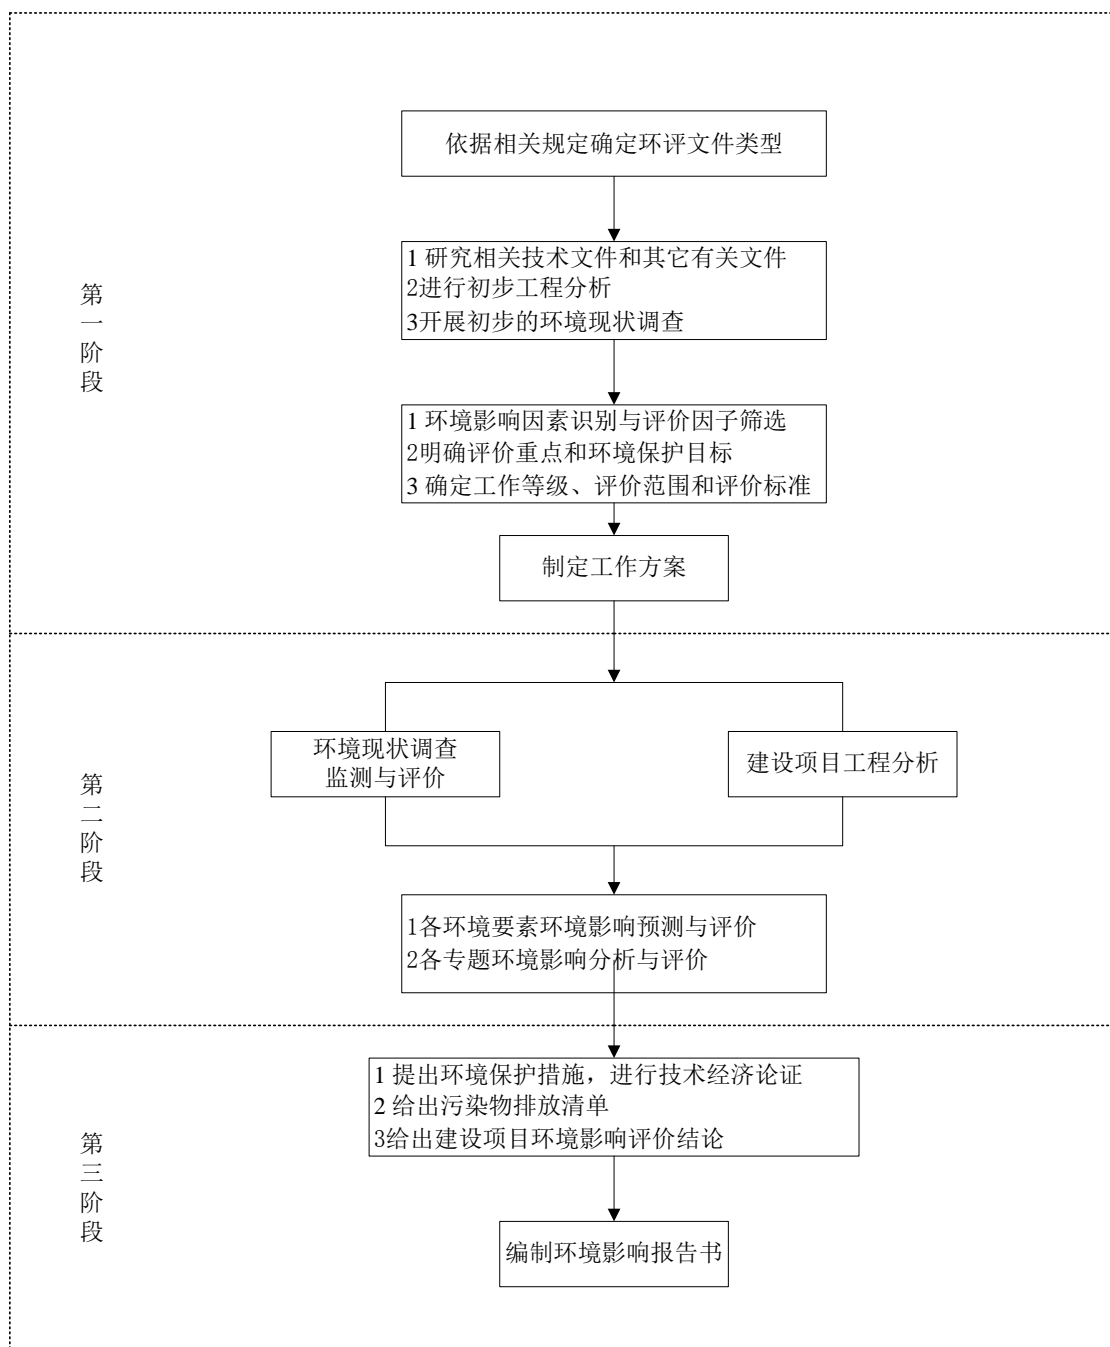 依据相关规定确定环评文件类型
1 研究相关技术文件和其它有关文件
2进行初步工程分析
3开展初步的环境现状调查
第一阶段
1 环境影响因素识别与评价因子筛选
2明确评价重点和环境保护目标
3 确定工作等级、评价范围和评价标准
制定工作方案
环境现状调查
监测与评价
建设项目工程分析
第二阶段
1各环境要素环境影响预测与评价
2各专题环境影响分析与评价
1 提出环境保护措施，进行技术经济论证
2 给出污染物排放清单
3给出建设项目环境影响评价结论
第三阶段
编制环境影响报告书